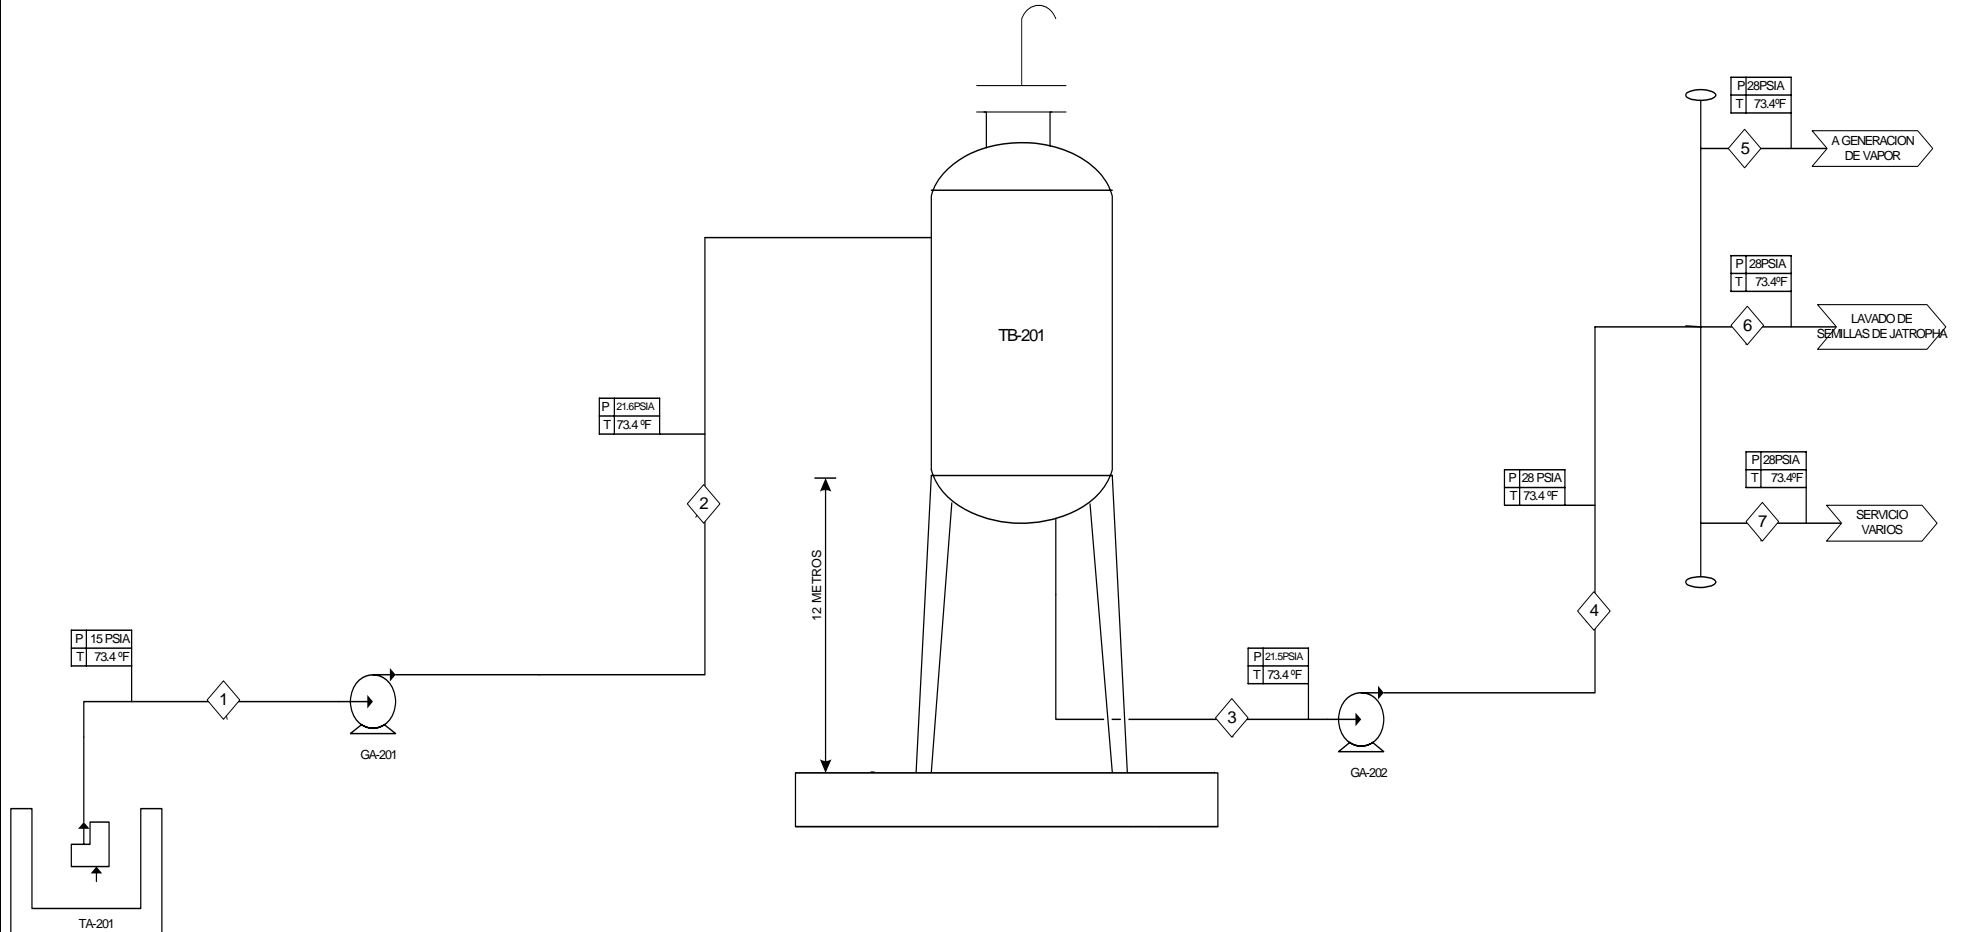 P 28PSIA
T 73.4ºF
5
A GENERACION
DE VAPOR
P 28PSIA
T 73.4ºF
6
LAVADO DE
SEMILLAS DE JATROPHA
TB-201
P 21.6PSIA
T 73.4 ºF
2
P 28PSIA
T 73.4ºF
7
SERVICIO
VARIOS
P 28 PSIA
T 73.4 ºF
4
12 METROS
P 15 PSIA
T 73.4 ºF
1
GA-201
P 21.5PSIA
T 73.4 ºF
3
GA-202
TA-201